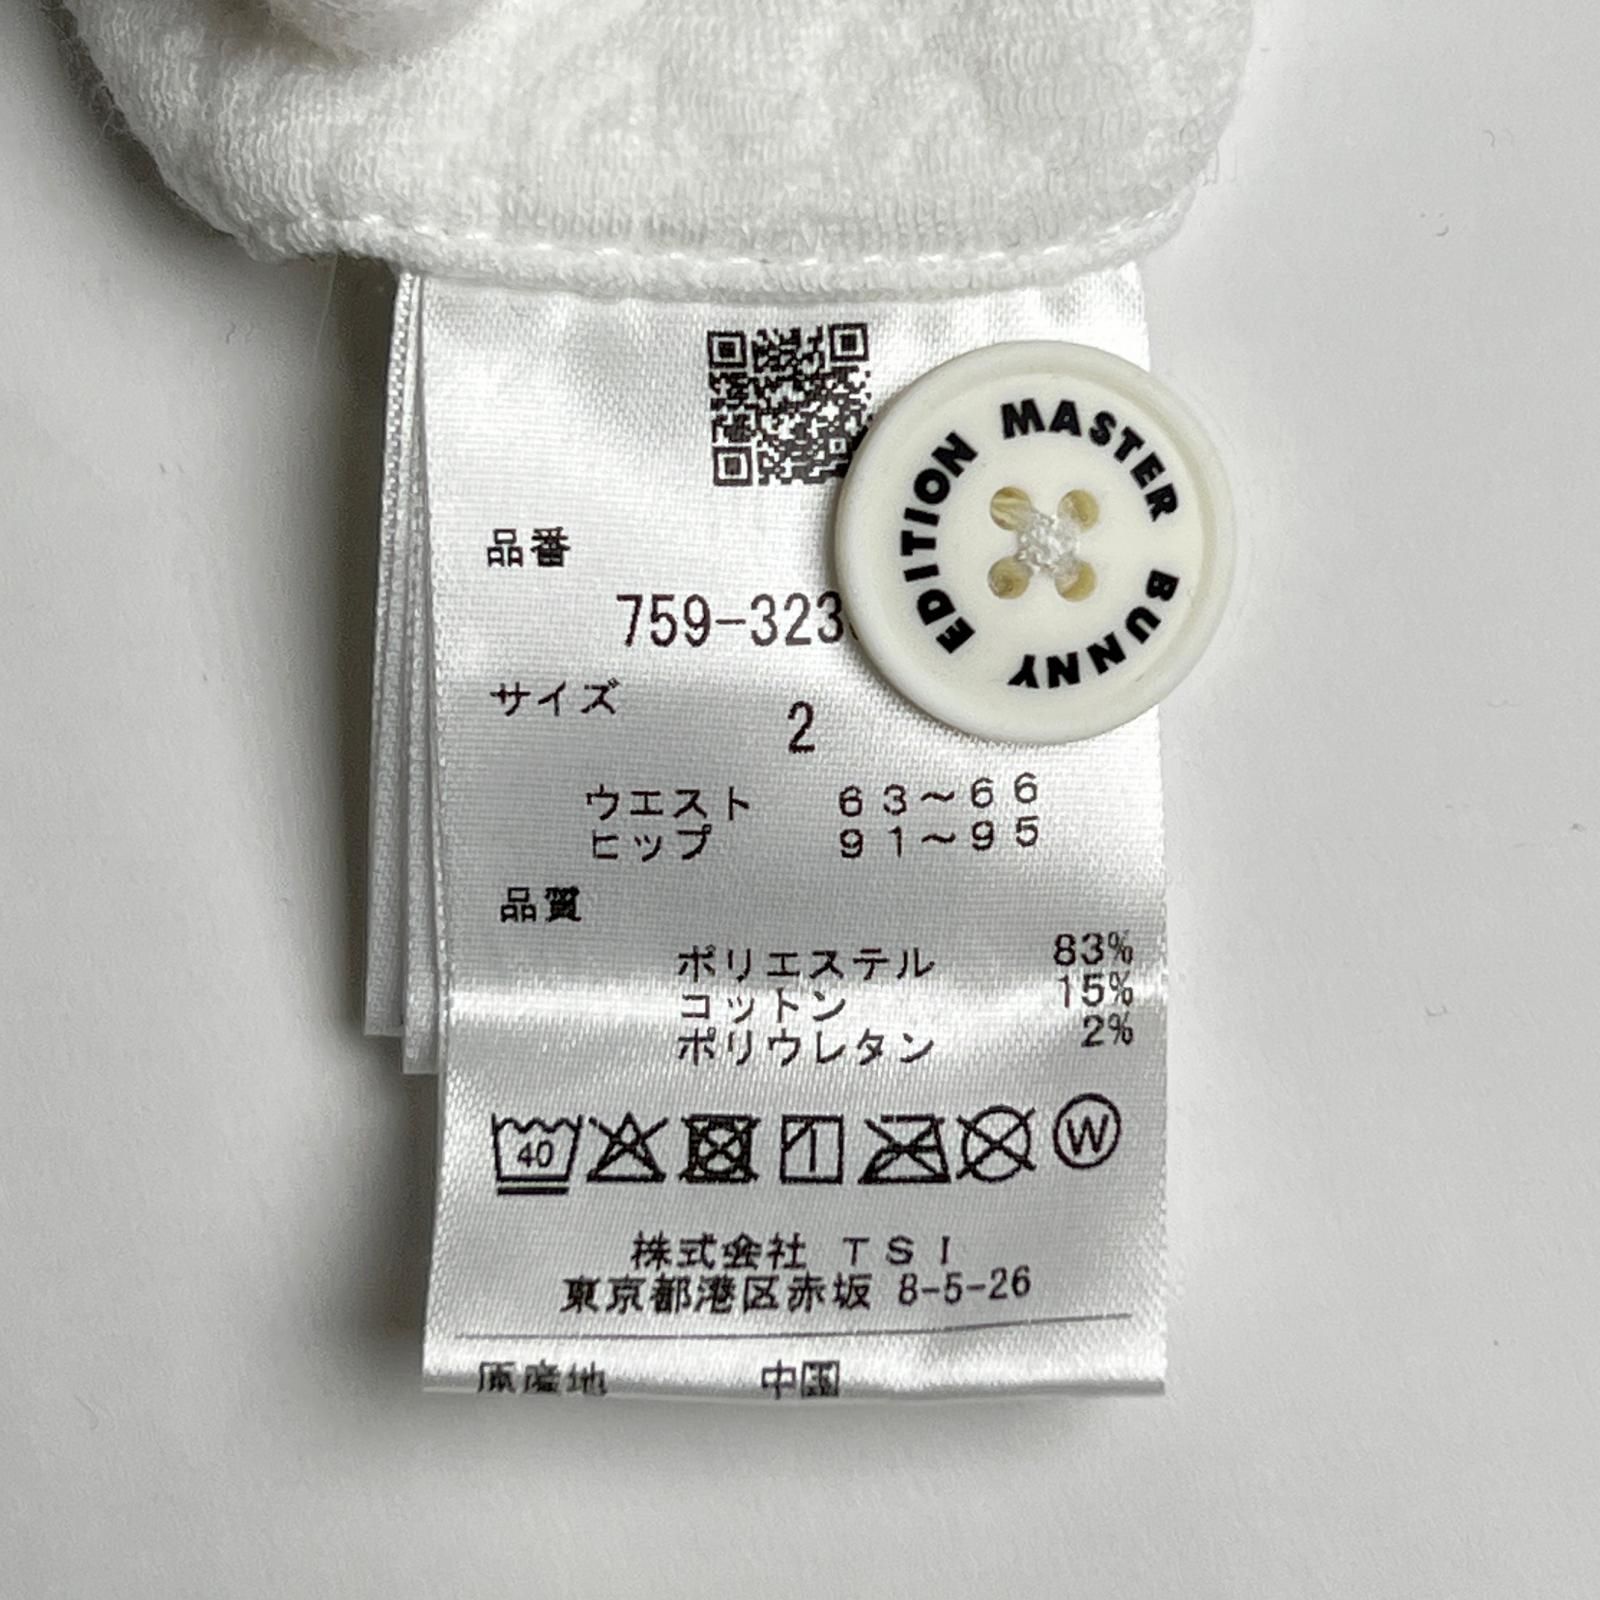 MASTER BUNNY EDITION
品番
759-323
サイズ
2
ウエスト 63~66
ヒップ 91~95
品質
ポリエステル 83%
コットン 15%
ポリウレタン 2%
40
W
株式会社 TSI
東京都港区赤坂 8-5-26
原産地 中国